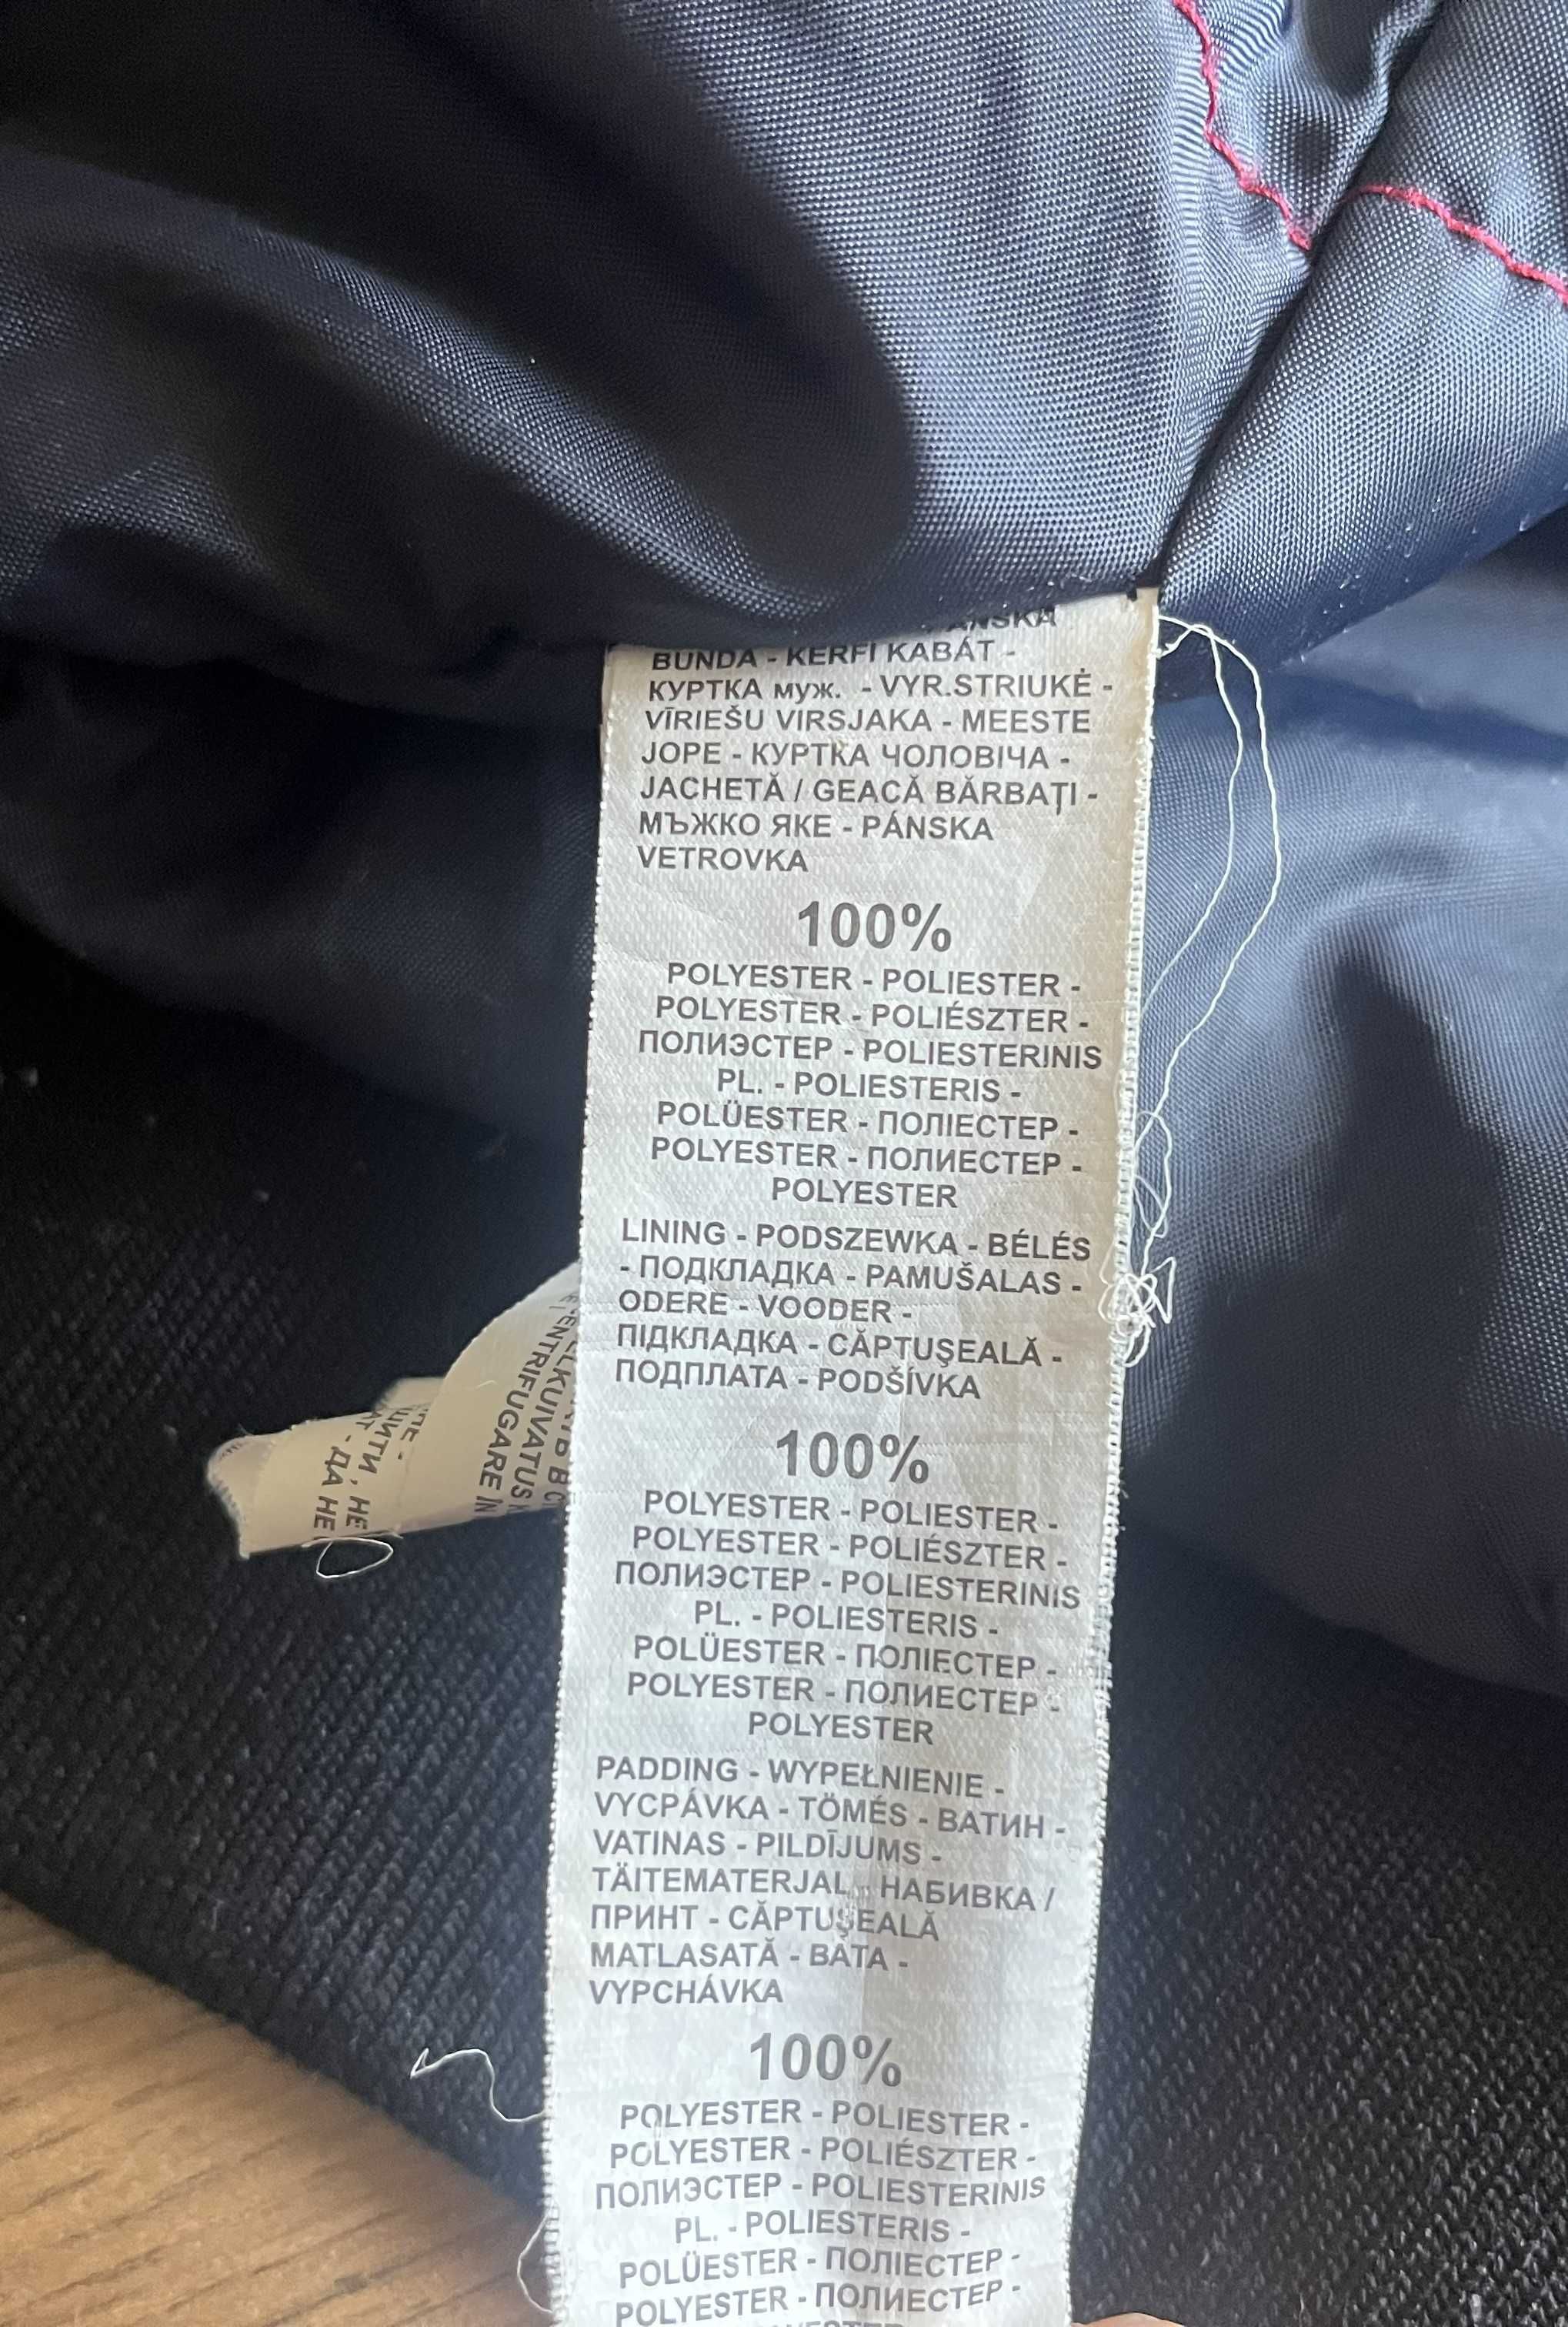 BUNDA - KERFI KABÁT -
КУРТКА муж. - VYR.STRIUKĖ -
VĪRIEŠU VIRSJAKA - MEESTE
JOPE - КУРТКА ЧОЛОВІЧА -
JACHETĂ / GEACĂ BĂRBAŢI -
МЪЖКО ЯКЕ - PÁNSKA
VETROVKA
100%
POLYESTER - POLIESTER -
POLYESTER - POLIÉSZTER -
ПОЛИЭСТЕР - POLIESTERINIS
PL. - POLIESTERIS -
POLÜESTER - ПОЛІЕСТЕР -
POLYESTER - ПОЛИЕСТЕР -
POLYESTER
LINING - PODSZEWKA - BÉLÉS
- ПОДКЛАДКА - PAMUŠALAS -
ODERE - VOODER -
ПІДКЛАДКА - CĂPTUŞEALĂ -
ПОДПЛАТА - PODŠÍVKA
100%
POLYESTER - POLIESTER -
POLYESTER - POLIÉSZTER -
ПОЛИЭСТЕР - POLIESTERINIS
PL. - POLIESTERIS -
POLÜESTER - ПОЛІЕСТЕР -
POLYESTER - ПОЛИЕСТЕР -
POLYESTER
PADDING - WYPEŁNIENIE -
VYCPÁVKA - TÖMÉS - ВАТИН -
VATINAS - PILDĪJUMS -
TÄITEMATERJAL - НАБИВКА /
ПРИНТ - CĂPTUŞEALĂ
MATLASATĂ - ВАТА -
VYPCHÁVKA
100%
POLYESTER - POLIESTER -
POLYESTER - POLIÉSZTER -
ПОЛИЭСТЕР - POLIESTERINIS
PL. - POLIESTERIS -
POLÜESTER - ПОЛІЕСТЕР -
POLYESTER - ПОЛИЕСТЕР -
- ДА НЕ